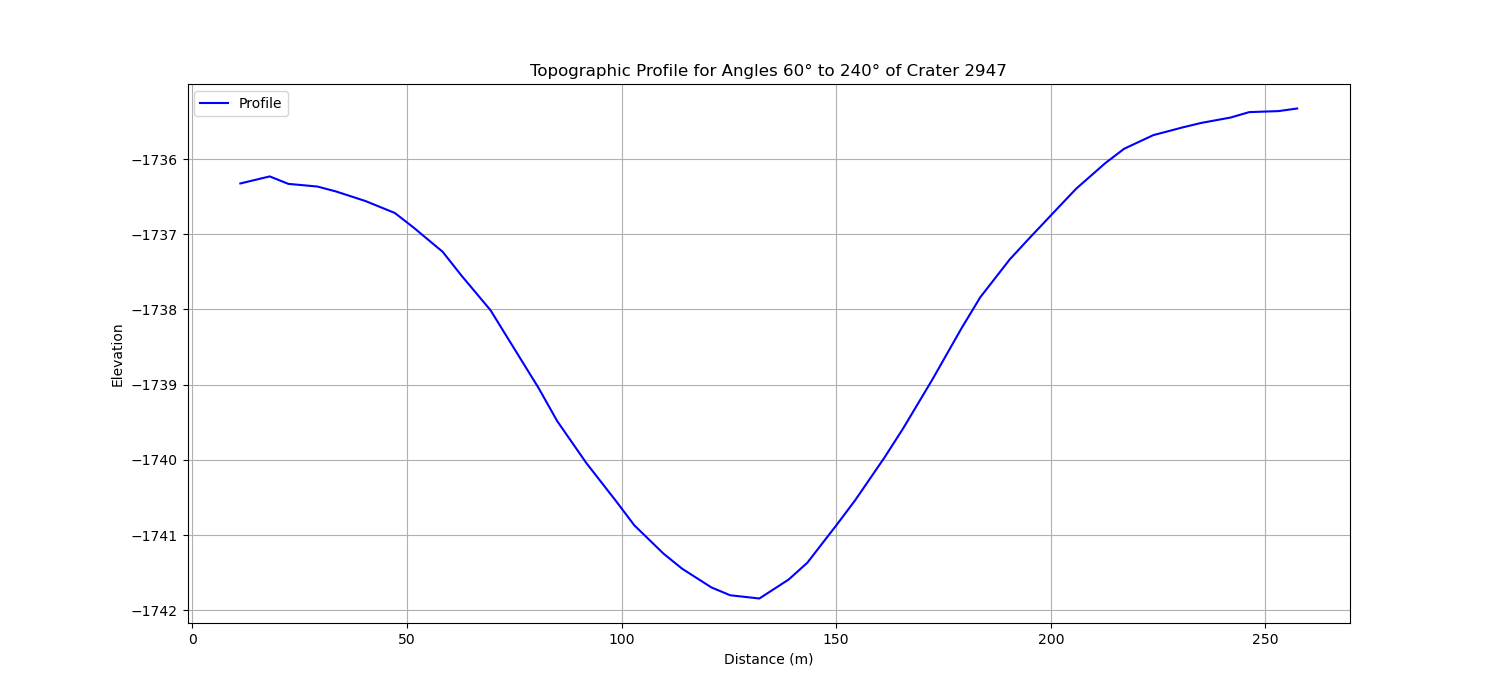 Topographic Profile for Angles 60° to 240° of Crater 2947
Profile
Elevation
−1736
−1737
−1738
−1739
−1740
−1741
−1742
0 50 100 150 200 250
Distance (m)